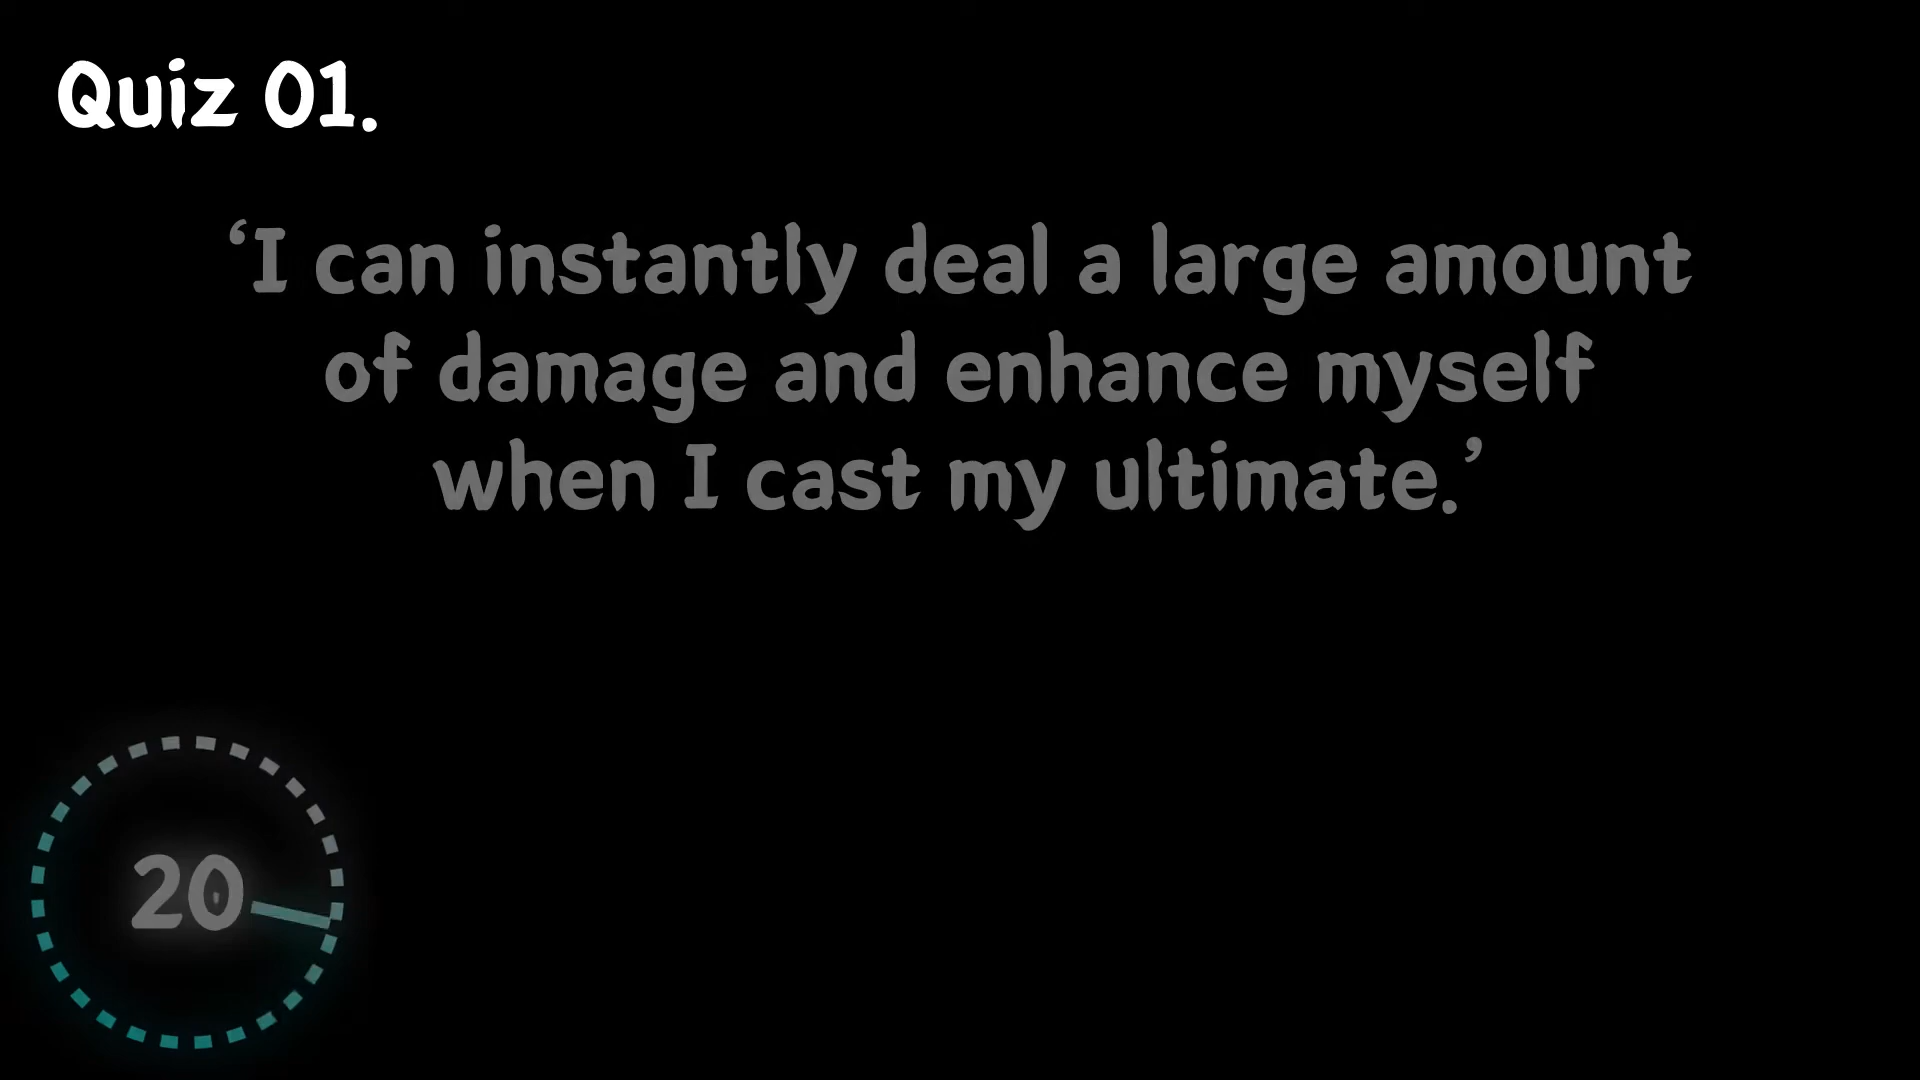 Quiz 01.
‘I can instantly deal a large amount
of damage and enhance myself
when I cast my ultimate.’
20